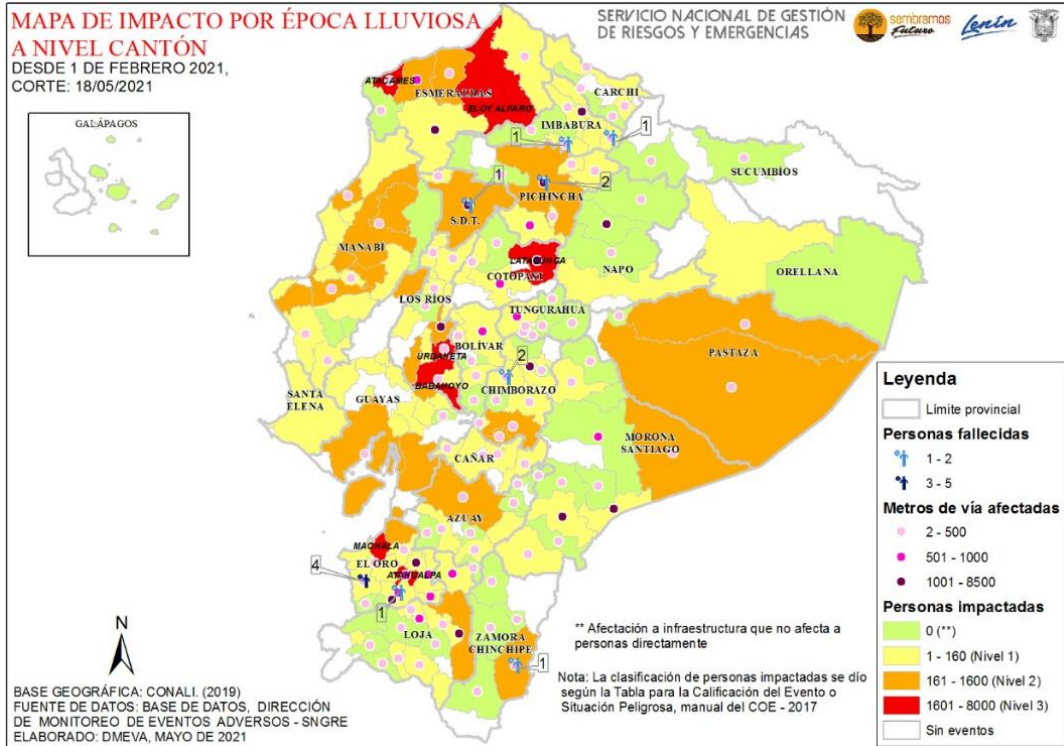 MAPA DE IMPACTO POR ÉPOCA LLUVIOSA
A NIVEL CANTÓN
DESDE 1 DE FEBRERO 2021,
CORTE: 18/05/2021
SERVICIO NACIONAL DE GESTIÓN
DE RIESGOS Y EMERGENCIAS
sembramos
Futuro
Lenín
GALÁPAGOS
ATACAMES
ESMERALDAS
ELOY ALFARO
CARCHI
IMBABURA
1
1
SUCUMBÍOS
1
2
PICHINCHA
S.D.T.
MANABÍ
LATACUNGA
COTOPAXI
NAPO
ORELLANA
LOS RÍOS
TUNGURAHUA
BOLÍVAR
URDANETA
2
PASTAZA
BABAHOYO
CHIMBORAZO
SANTA
ELENA
GUAYAS
MORONA
SANTIAGO
CAÑAR
AZUAY
MACHALA
EL ORO
4
ATAHUALPA
1
LOJA
ZAMORA
CHINCHIPE
1
Leyenda
Límite provincial
Personas fallecidas
1 - 2
3 - 5
Metros de vía afectadas
2 - 500
501 - 1000
1001 - 8500
Personas impactadas
0 (**)
1 - 160 (Nivel 1)
161 - 1600 (Nivel 2)
1601 - 8000 (Nivel 3)
Sin eventos
** Afectación a infraestructura que no afecta a
personas directamente
Nota: La clasificación de personas impactadas se dío
según la Tabla para la Calificación del Evento o
Situación Peligrosa, manual del COE - 2017
N
BASE GEOGRÁFICA: CONALI. (2019)
FUENTE DE DATOS: BASE DE DATOS, DIRECCIÓN
DE MONITOREO DE EVENTOS ADVERSOS - SNGRE
ELABORADO: DMEVA, MAYO DE 2021